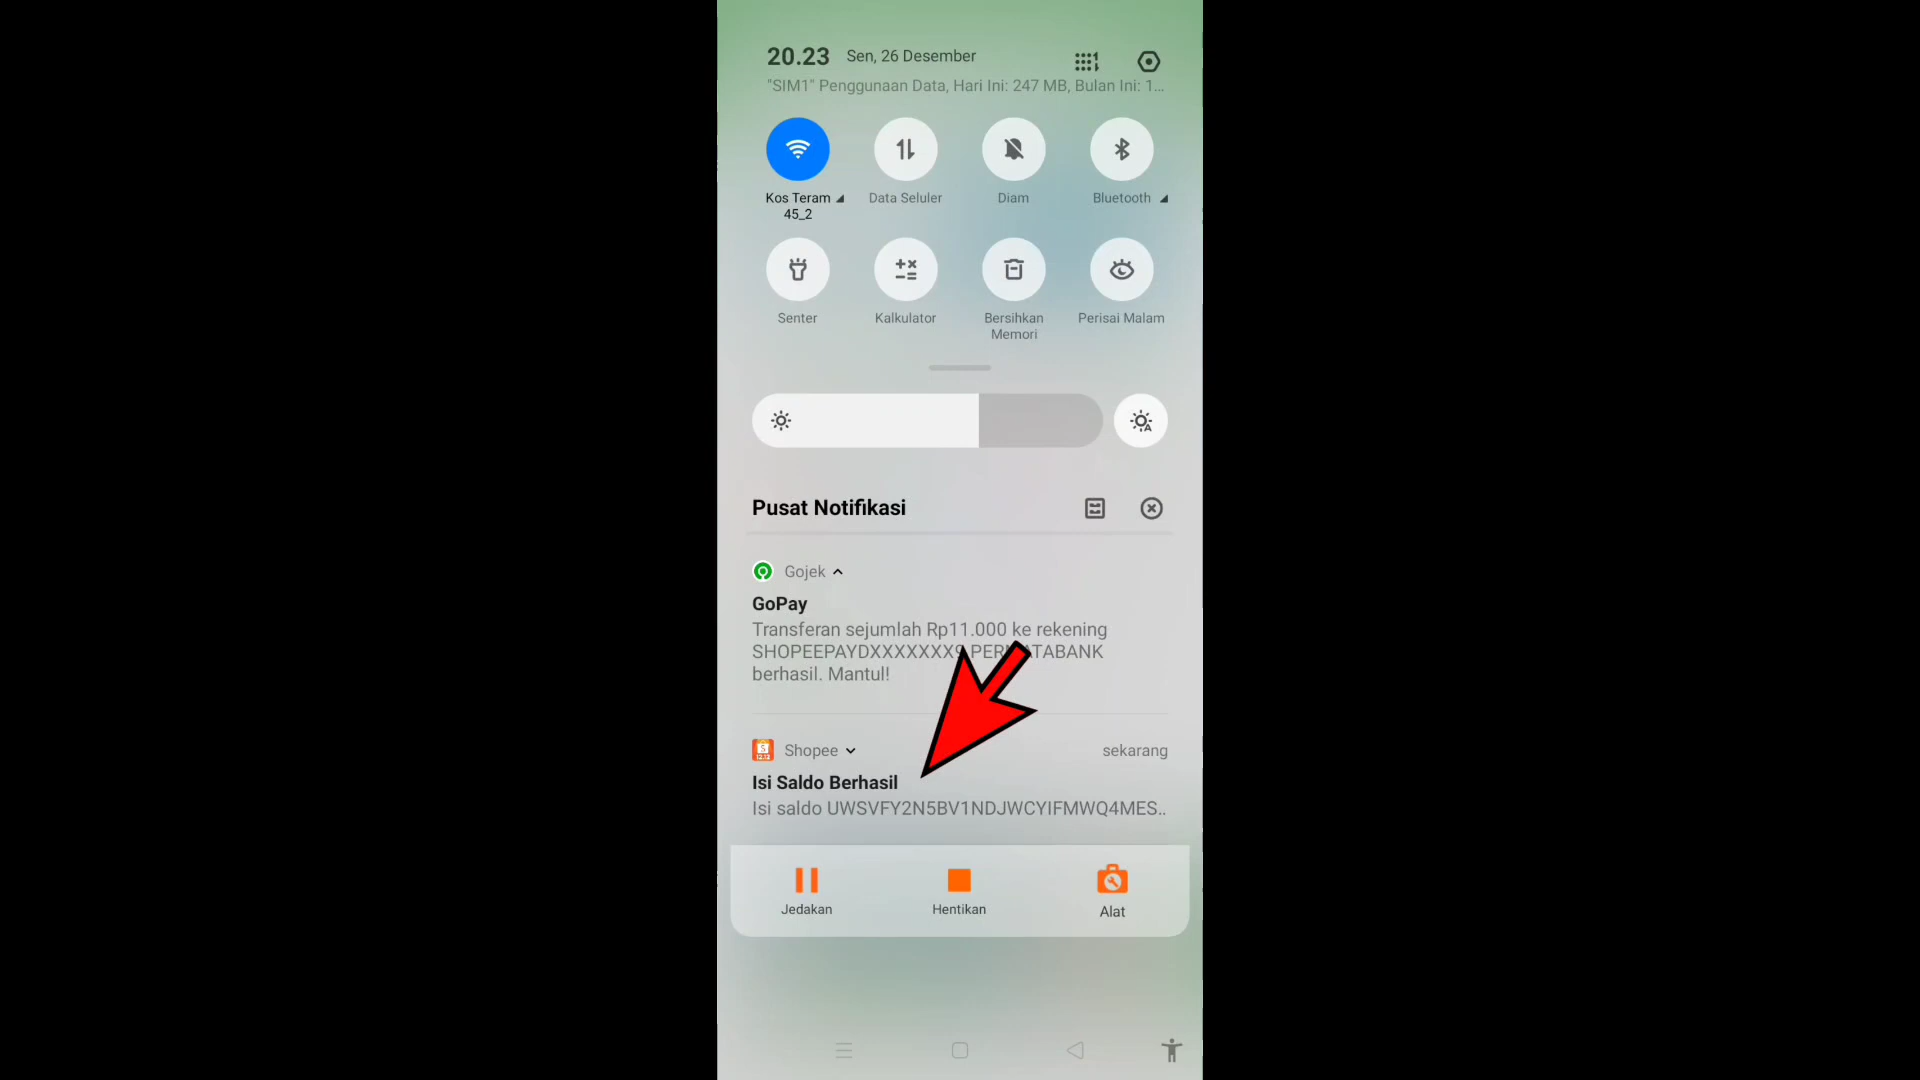 20.23 Sen, 26 Desember
"SIM1" Penggunaan Data, Hari Ini: 247 MB, Bulan Ini: 1...
Kos Teram
45_2
Data Seluler
Diam
Bluetooth
Senter
Kalkulator
Bersihkan
Memori
Perisai Malam
Pusat Notifikasi
Gojek
GoPay
Transferan sejumlah Rp11.000 ke rekening
SHOPEEPAYDXXXXXXX9 PERMATABANK
berhasil. Mantul!
Shopee sekarang
Isi Saldo Berhasil
Isi saldo UWSVFY2N5BV1NDJWCYIFMWQ4MES..
Jedakan
Hentikan
Alat